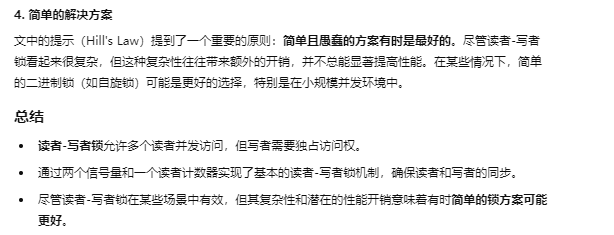 4. 简单的解决方案
文中的提示（Hill's Law）提到了一个重要的原则：简单且愚蠢的方案有时是最好的。尽管读者-写者
锁看起来很复杂，但这种复杂性往往带来额外的开销，并不总能显著提高性能。在某些情况下，简单
的二进制锁（如自旋锁）可能是更好的选择，特别是在小规模并发环境中。
总结
• 读者-写者锁允许多个读者并发访问，但写者需要独占访问权。
• 通过两个信号量和一个读者计数器实现了基本的读者-写者锁机制，确保读者和写者的同步。
• 尽管读者-写者锁在某些场景中有效，但其复杂性和潜在的性能开销意味着有时简单的锁方案可能
更好。